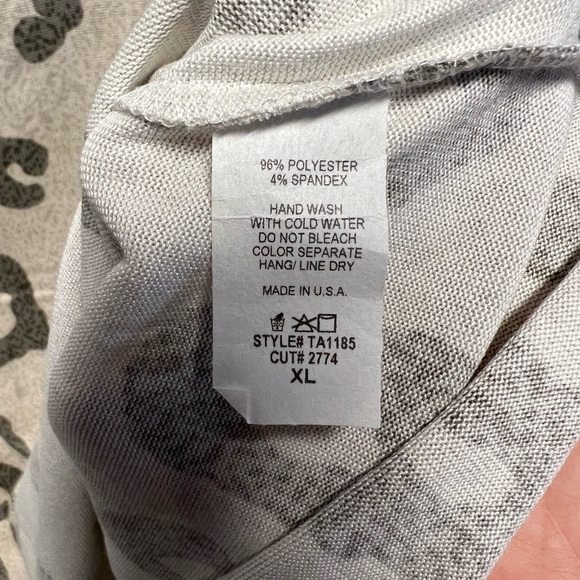 96% POLYESTER
4% SPANDEX
HAND WASH
WITH COLD WATER
DO NOT BLEACH
COLOR SEPARATE
HANG/ LINE DRY
MADE IN U.S.A.
STYLE# TA1185
CUT# 2774
XL